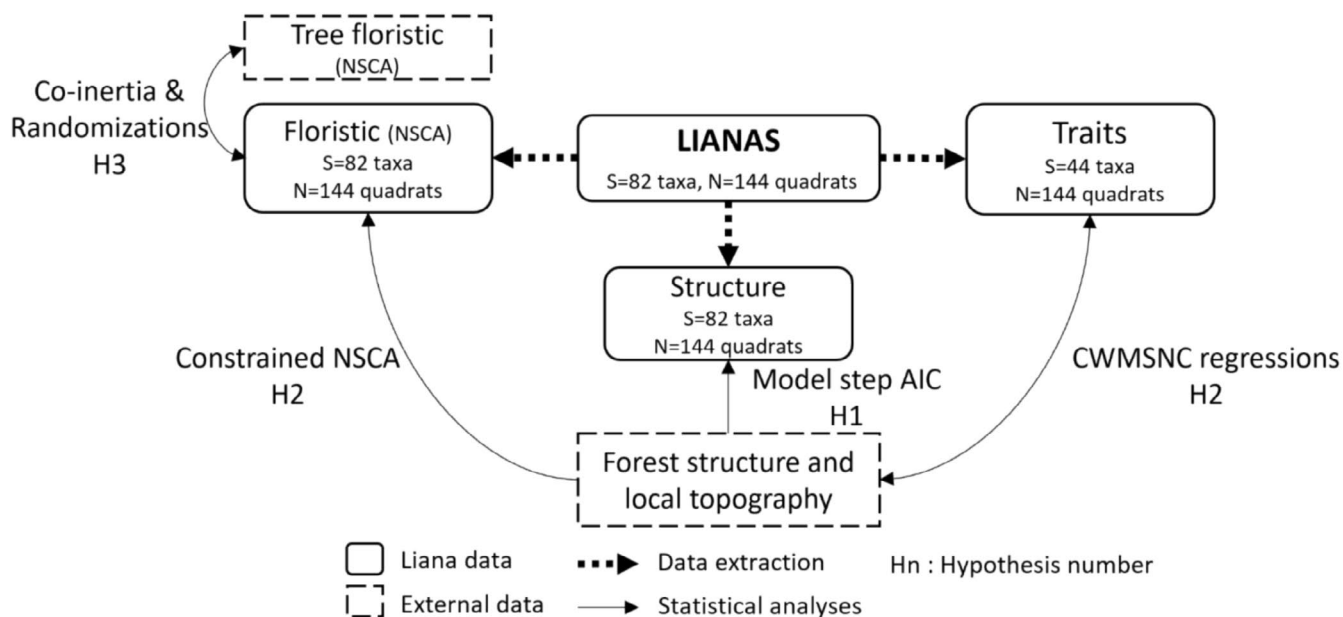 Tree floristic
(NSCA)
Co-inertia &
Randomizations
H3
Floristic (NSCA)
S=82 taxa
N=144 quadrats
LIANAS
S=82 taxa, N=144 quadrats
Traits
S=44 taxa
N=144 quadrats
Structure
S=82 taxa
N=144 quadrats
Constrained NSCA
H2
Model step AIC
H1
CWMSNC regressions
H2
Forest structure and
local topography
Liana data
Data extraction
Hn : Hypothesis number
External data
Statistical analyses